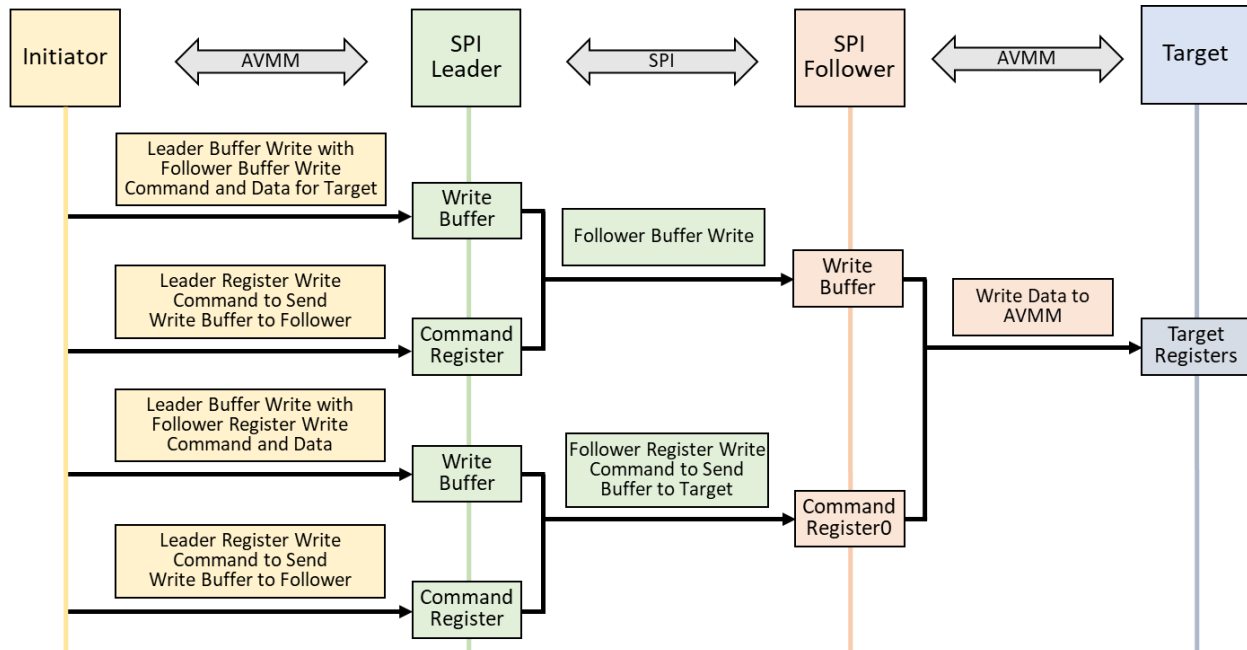 Initiator
AVMM
SPI
Leader
SPI
SPI
Follower
AVMM
Target
Leader Buffer Write with
Follower Buffer Write
Command and Data for Target
Write
Buffer
Follower Buffer Write
Leader Register Write
Command to Send
Write Buffer to Follower
Write
Buffer
Write Data to
AVMM
Command
Register
Target
Registers
Leader Buffer Write with
Follower Register Write
Command and Data
Write
Buffer
Follower Register Write
Command to Send
Buffer to Target
Command
Register0
Leader Register Write
Command to Send
Write Buffer to Follower
Command
Register